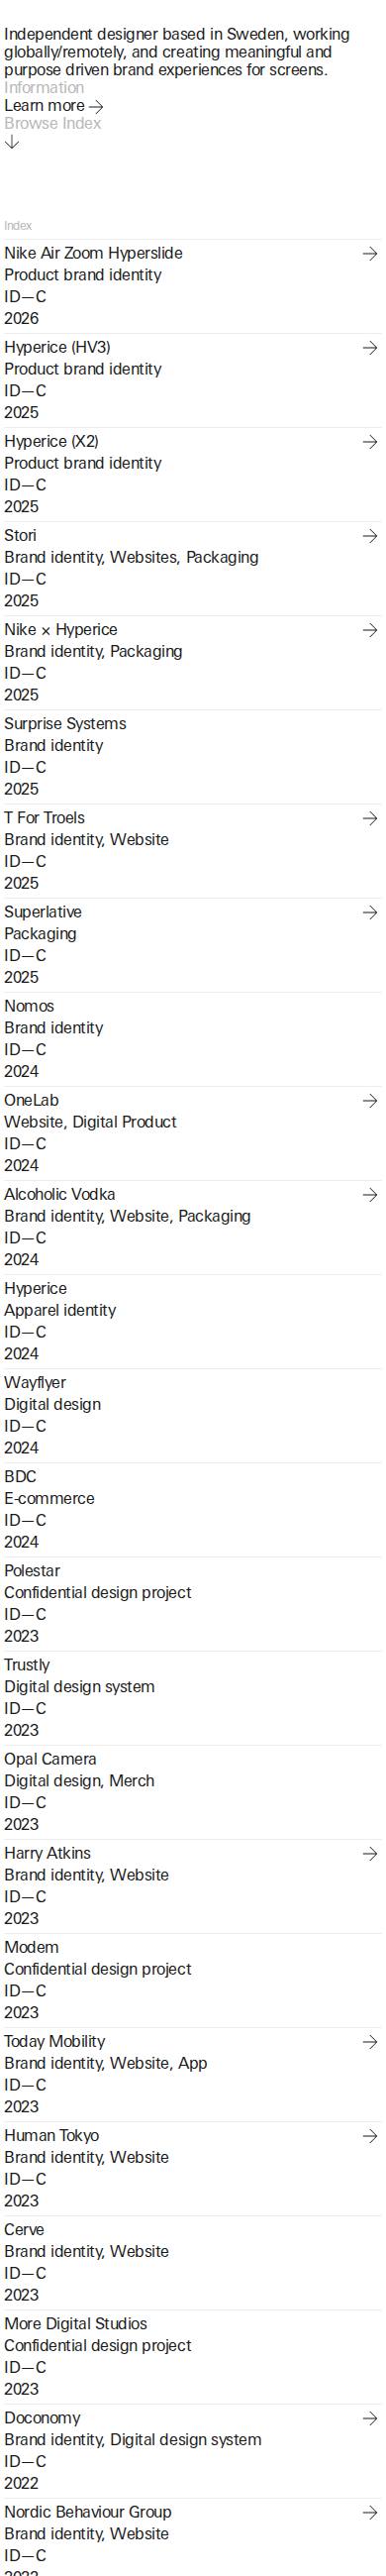 Independent designer based in Sweden, working
globally/remotely, and creating meaningful and
purpose driven brand experiences for screens.
Information
Learn more →
Browse Index
↓
Index
Nike Air Zoom Hyperslide →
Product brand identity
ID—C
2026
Hyperice (HV3) →
Product brand identity
ID—C
2025
Hyperice (X2) →
Product brand identity
ID—C
2025
Stori →
Brand identity, Websites, Packaging
ID—C
2025
Nike × Hyperice →
Brand identity, Packaging
ID—C
2025
Surprise Systems
Brand identity
ID—C
2025
T For Troels →
Brand identity, Website
ID—C
2025
Superlative →
Packaging
ID—C
2025
Nomos
Brand identity
ID—C
2024
OneLab →
Website, Digital Product
ID—C
2024
Alcoholic Vodka →
Brand identity, Website, Packaging
ID—C
2024
Hyperice
Apparel identity
ID—C
2024
Wayflyer
Digital design
ID—C
2024
BDC
E-commerce
ID—C
2024
Polestar
Confidential design project
ID—C
2023
Trustly
Digital design system
ID—C
2023
Opal Camera
Digital design, Merch
ID—C
2023
Harry Atkins →
Brand identity, Website
ID—C
2023
Modem
Confidential design project
ID—C
2023
Today Mobility →
Brand identity, Website, App
ID—C
2023
Human Tokyo →
Brand identity, Website
ID—C
2023
Cerve
Brand identity, Website
ID—C
2023
More Digital Studios
Confidential design project
ID—C
2023
Doconomy →
Brand identity, Digital design system
ID—C
2022
Nordic Behaviour Group →
Brand identity, Website
ID—C